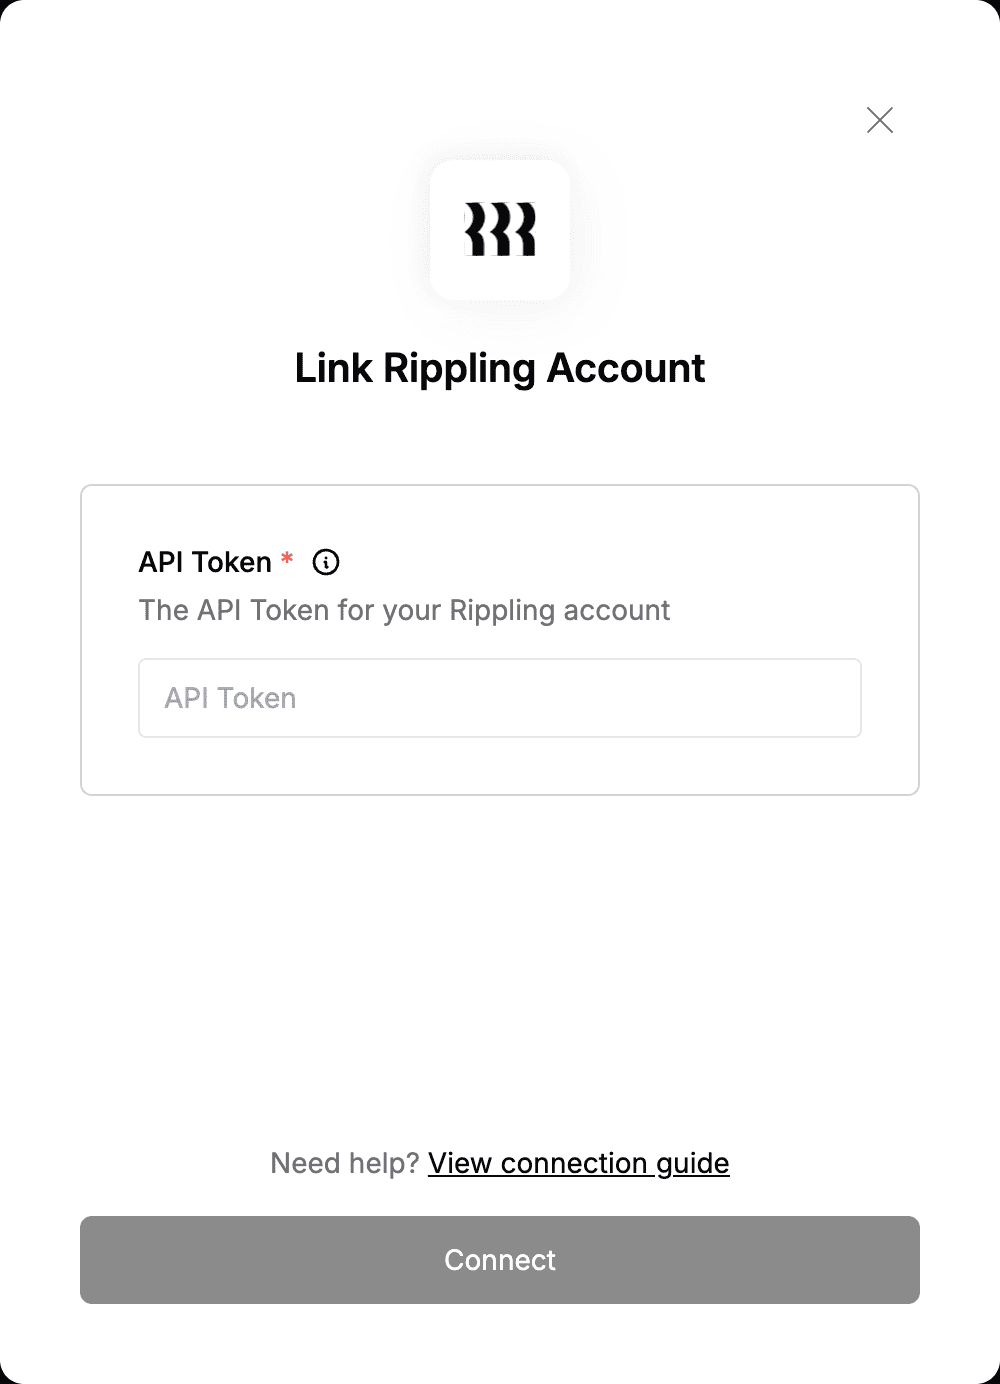 Link Rippling Account
API Token *
The API Token for your Rippling account
API Token
Need help? View connection guide
Connect